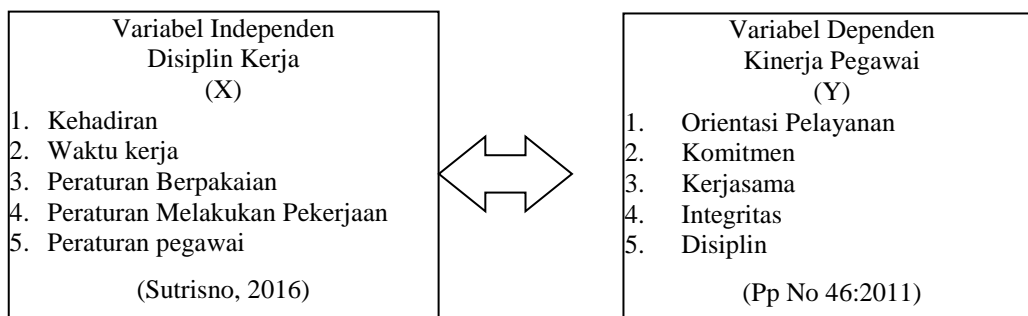 Variabel Independen
Disiplin Kerja
(X)
1. Kehadiran
2. Waktu kerja
3. Peraturan Berpakaian
4. Peraturan Melakukan Pekerjaan
5. Peraturan pegawai
(Sutrisno, 2016)
Variabel Dependen
Kinerja Pegawai
(Y)
1. Orientasi Pelayanan
2. Komitmen
3. Kerjasama
4. Integritas
5. Disiplin
(Pp No 46:2011)